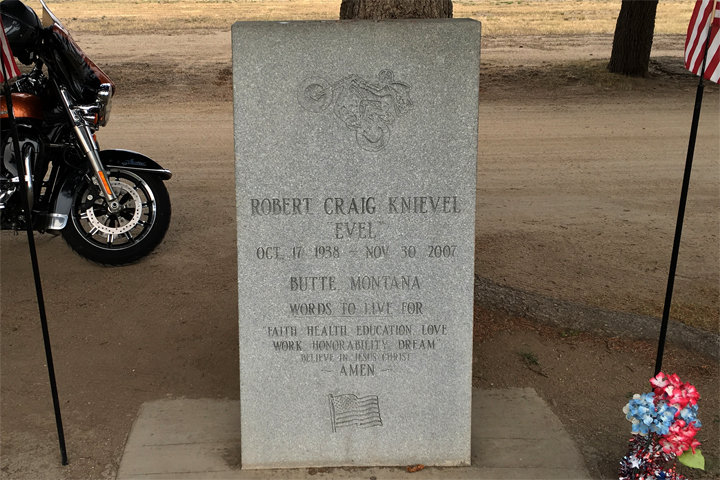 ROBERT CRAIG KNIEVEL
"EVEL"
OCT. 17 1938 ~ NOV. 30 2007
BUTTE MONTANA
WORDS TO LIVE FOR
"FAITH HEALTH EDUCATION LOVE
WORK HONORABILITY DREAM"
BELIEVE IN JESUS CHRIST
~ AMEN ~